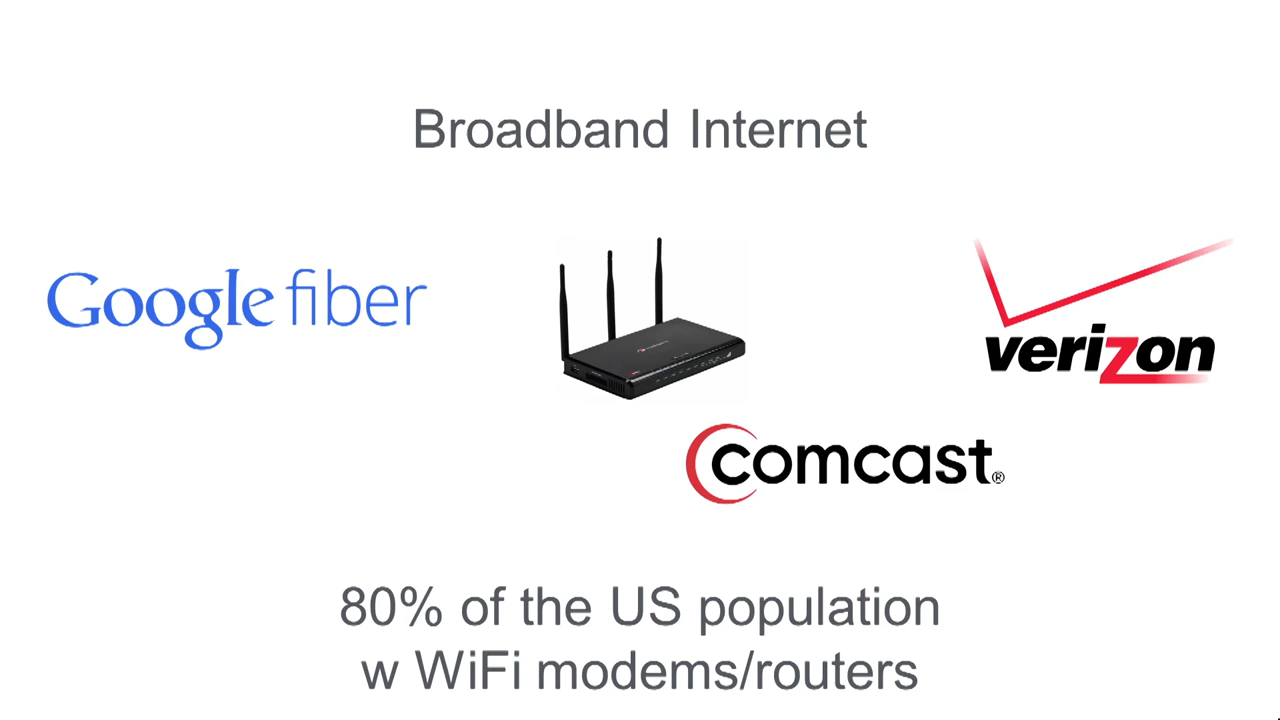 Broadband Internet
Google fiber
verizon
comcast®
80% of the US population
w WiFi modems/routers